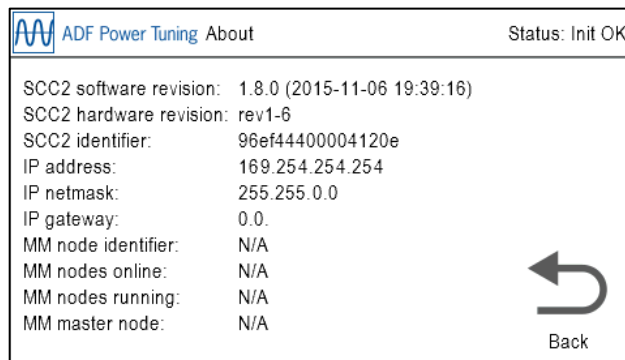 ADF Power Tuning About Status: Init OK
SCC2 software revision: 1.8.0 (2015-11-06 19:39:16)
SCC2 hardware revision: rev1-6
SCC2 identifier: 96ef44400004120e
IP address: 169.254.254.254
IP netmask: 255.255.0.0
IP gateway: 0.0.
MM node identifier: N/A
MM nodes online: N/A
MM nodes running: N/A
MM master node: N/A
Back